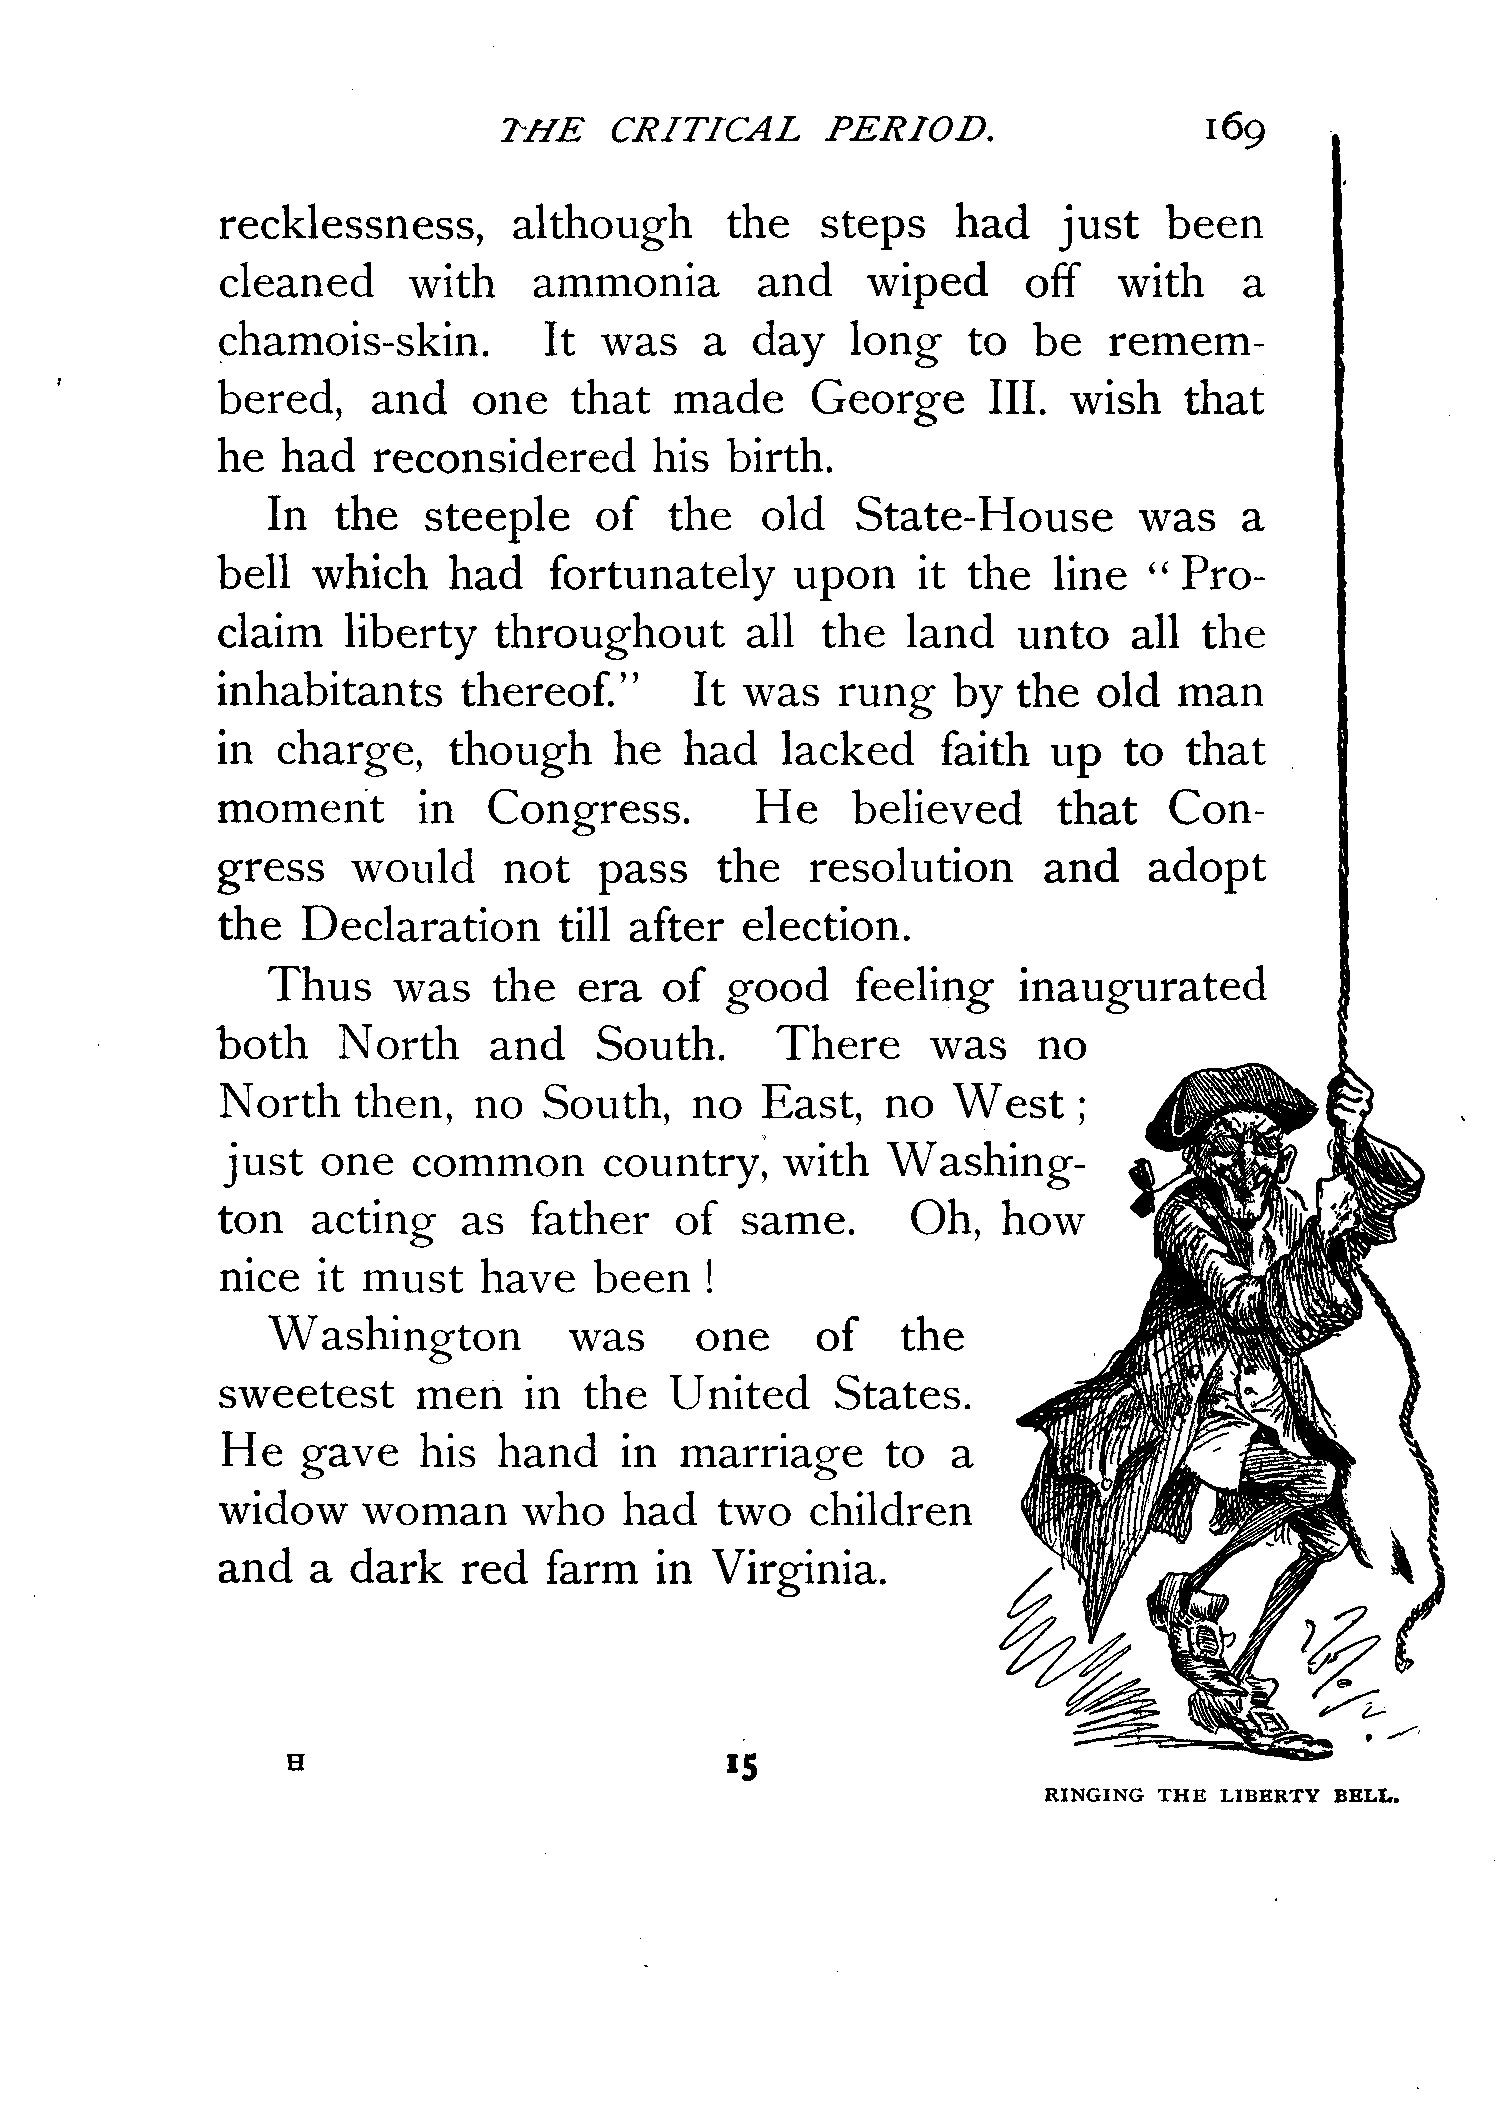 THE CRITICAL PERIOD. 169
recklessness, although the steps had just been
cleaned with ammonia and wiped off with a
chamois-skin. It was a day long to be remem-
bered, and one that made George III. wish that
he had reconsidered his birth.
In the steeple of the old State-House was a
bell which had fortunately upon it the line “ Pro-
claim liberty throughout all the land unto all the
inhabitants thereof.” It was rung by the old man
in charge, though he had lacked faith up to that
moment in Congress. He believed that Con-
gress would not pass the resolution and adopt
the Declaration till after election.
Thus was the era of good feeling inaugurated
both North and South. There was no
North then, no South, no East, no West ;
just one common country, with Washing-
ton acting as father of same. Oh, how
nice it must have been !
Washington was one of the
sweetest men in the United States.
He gave his hand in marriage to a
widow woman who had two children
and a dark red farm in Virginia.
H 15
RINGING THE LIBERTY BELL.